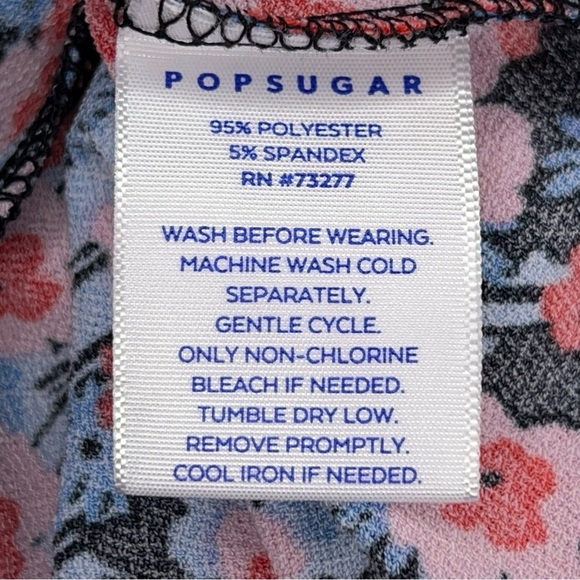 POPSUGAR
95% POLYESTER
5% SPANDEX
RN #73277
WASH BEFORE WEARING.
MACHINE WASH COLD
SEPARATELY.
GENTLE CYCLE.
ONLY NON-CHLORINE
BLEACH IF NEEDED.
TUMBLE DRY LOW.
REMOVE PROMPTLY.
COOL IRON IF NEEDED.